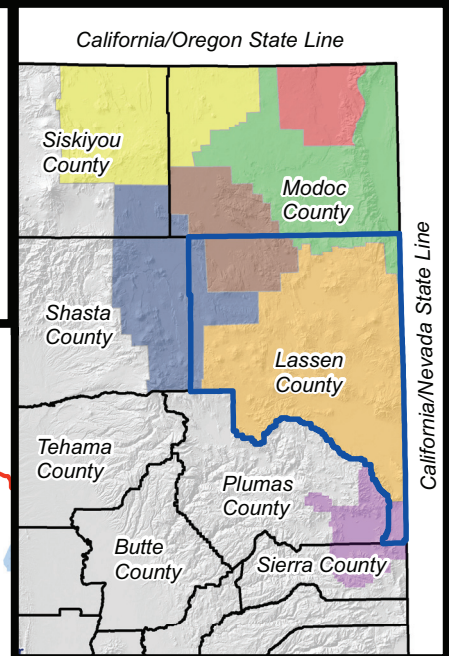 California/Oregon State Line
Siskiyou
County
Modoc
County
California/Nevada State Line
Shasta
County
Lassen
County
Tehama
County
Plumas
County
Butte
County
Sierra County